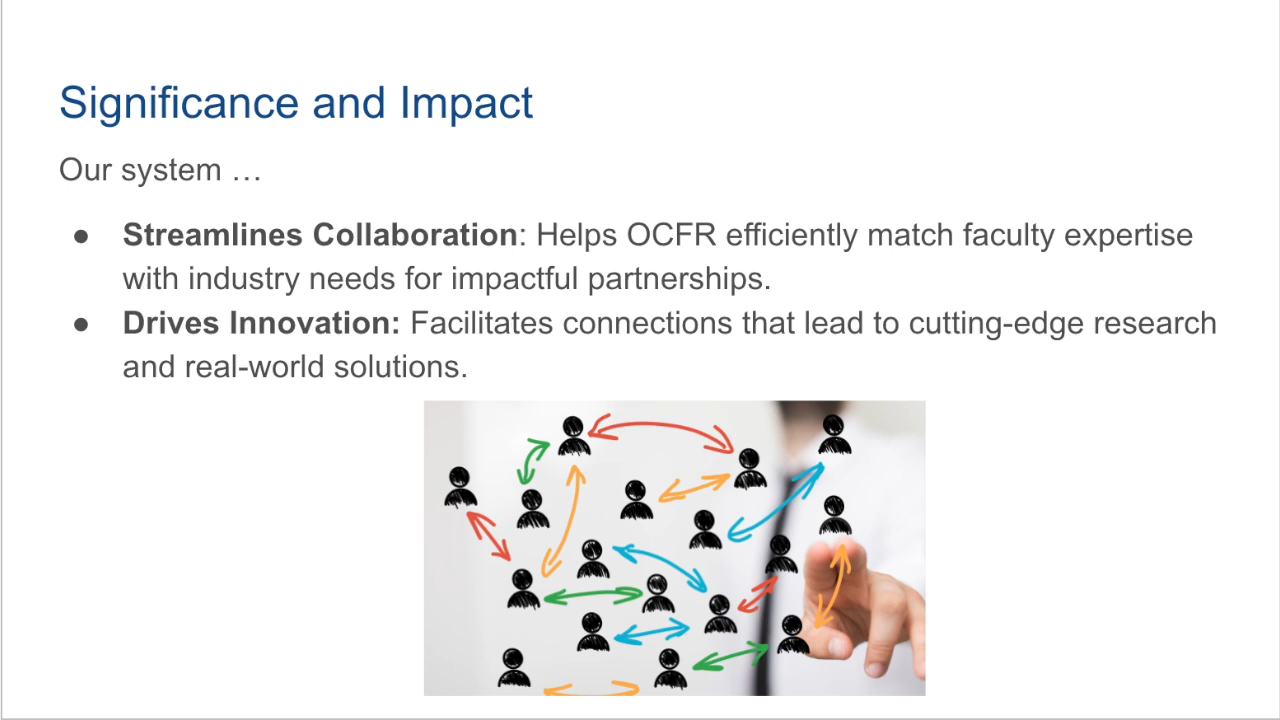 Significance and Impact
Our system …
● Streamlines Collaboration: Helps OCFR efficiently match faculty expertise
with industry needs for impactful partnerships.
● Drives Innovation: Facilitates connections that lead to cutting-edge research
and real-world solutions.